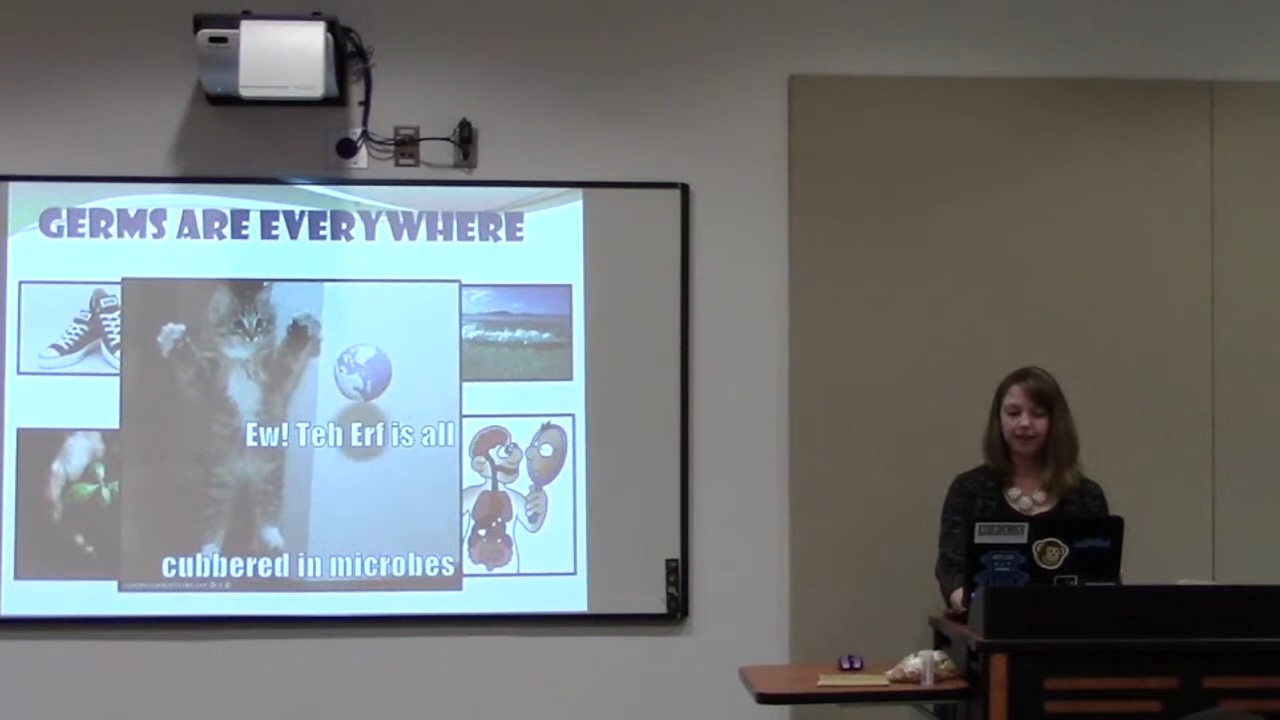 GERMS ARE EVERYWHERE
Ew! Teh Erf is all
cubbered in microbes